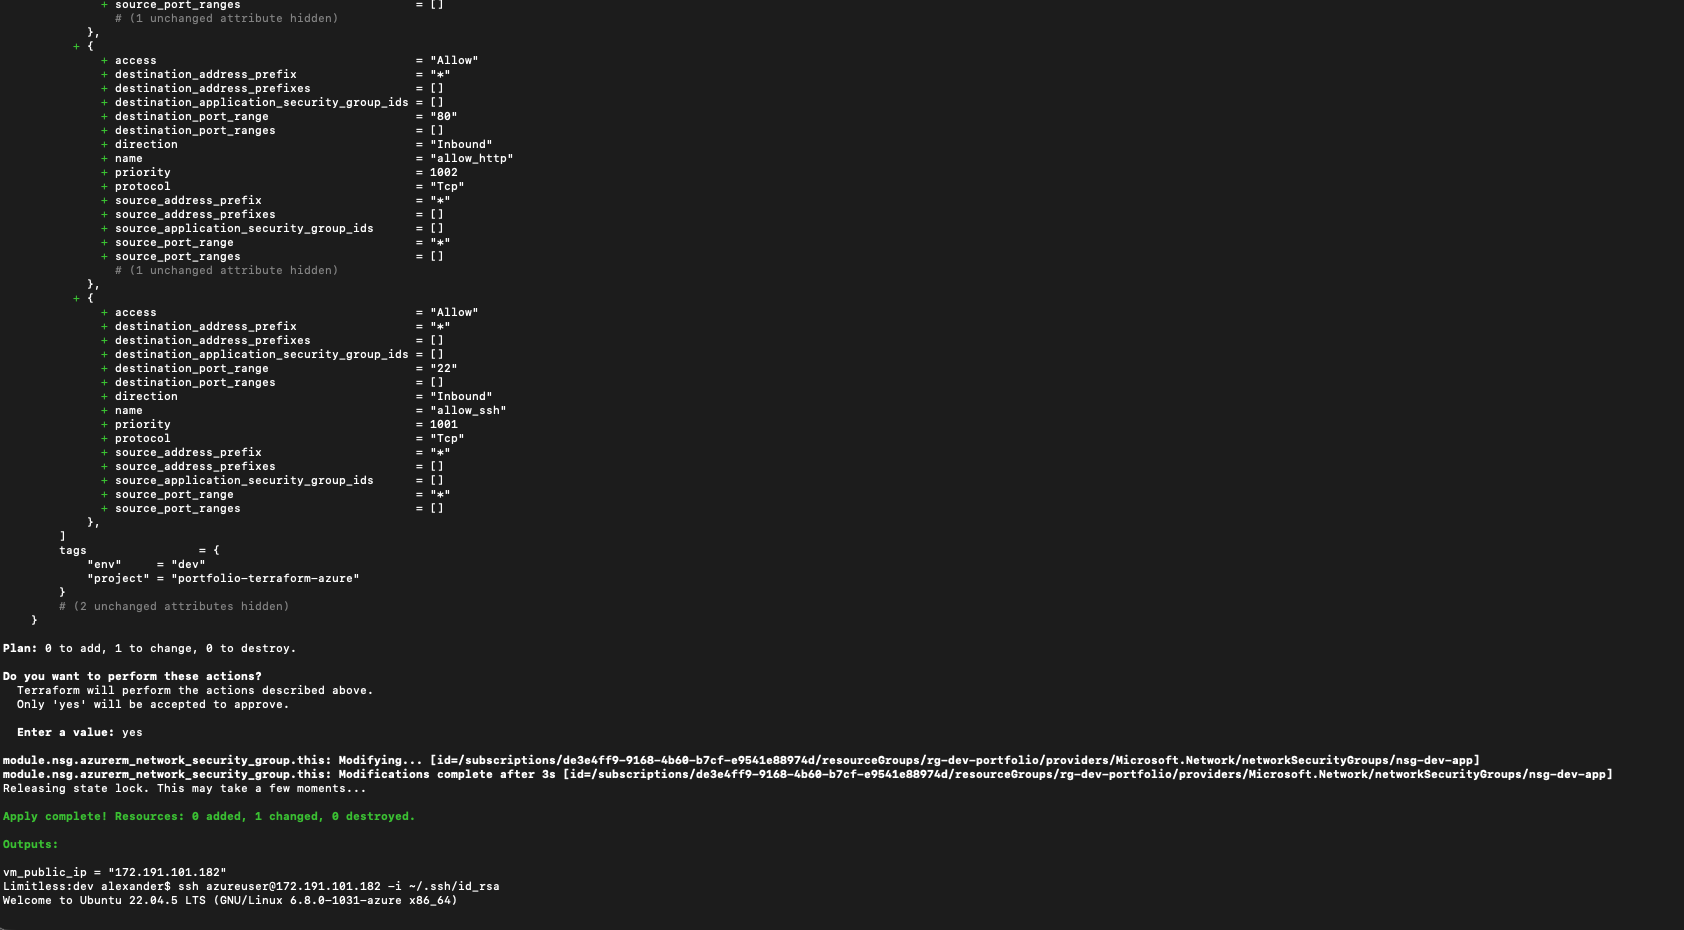 + source_port_ranges = []
# (1 unchanged attribute hidden)
},
+ {
+ access = "Allow"
+ destination_address_prefix = "*"
+ destination_address_prefixes = []
+ destination_application_security_group_ids = []
+ destination_port_range = "80"
+ destination_port_ranges = []
+ direction = "Inbound"
+ name = "allow_http"
+ priority = 1002
+ protocol = "Tcp"
+ source_address_prefix = "*"
+ source_address_prefixes = []
+ source_application_security_group_ids = []
+ source_port_range = "*"
+ source_port_ranges = []
# (1 unchanged attribute hidden)
},
+ {
+ access = "Allow"
+ destination_address_prefix = "*"
+ destination_address_prefixes = []
+ destination_application_security_group_ids = []
+ destination_port_range = "22"
+ destination_port_ranges = []
+ direction = "Inbound"
+ name = "allow_ssh"
+ priority = 1001
+ protocol = "Tcp"
+ source_address_prefix = "*"
+ source_address_prefixes = []
+ source_application_security_group_ids = []
+ source_port_range = "*"
+ source_port_ranges = []
},
]
tags = {
"env" = "dev"
"project" = "portfolio-terraform-azure"
}
# (2 unchanged attributes hidden)
}
Plan: 0 to add, 1 to change, 0 to destroy.
Do you want to perform these actions?
Terraform will perform the actions described above.
Only 'yes' will be accepted to approve.
Enter a value: yes
module.nsg.azurerm_network_security_group.this: Modifying... [id=/subscriptions/de3e4ff9-9168-4b60-b7cf-e9541e88974d/resourceGroups/rg-dev-portfolio/providers/Microsoft.Network/networkSecurityGroups/nsg-dev-app]
module.nsg.azurerm_network_security_group.this: Modifications complete after 3s [id=/subscriptions/de3e4ff9-9168-4b60-b7cf-e9541e88974d/resourceGroups/rg-dev-portfolio/providers/Microsoft.Network/networkSecurityGroups/nsg-dev-app]
Releasing state lock. This may take a few moments...
Apply complete! Resources: 0 added, 1 changed, 0 destroyed.
Outputs:
vm_public_ip = "172.191.101.182"
Limitless:dev alexander$ ssh azureuser@172.191.101.182 -i ~/.ssh/id_rsa
Welcome to Ubuntu 22.04.5 LTS (GNU/Linux 6.8.0-1031-azure x86_64)